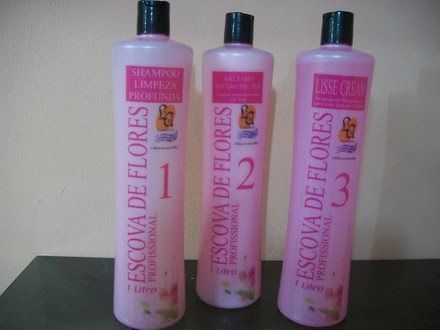 SHAMPOO
LIMPEZA
PROFUNDA
ESCOVA DE FLORES
PROFISSIONAL
1
1 Litro
BÁLSAMO
RECONSTRUTOR
ESCOVA DE FLORES
PROFISSIONAL
2
1 Litro
LISSE CREAM
ESCOVA DE FLORES
PROFISSIONAL
3
1 Litro